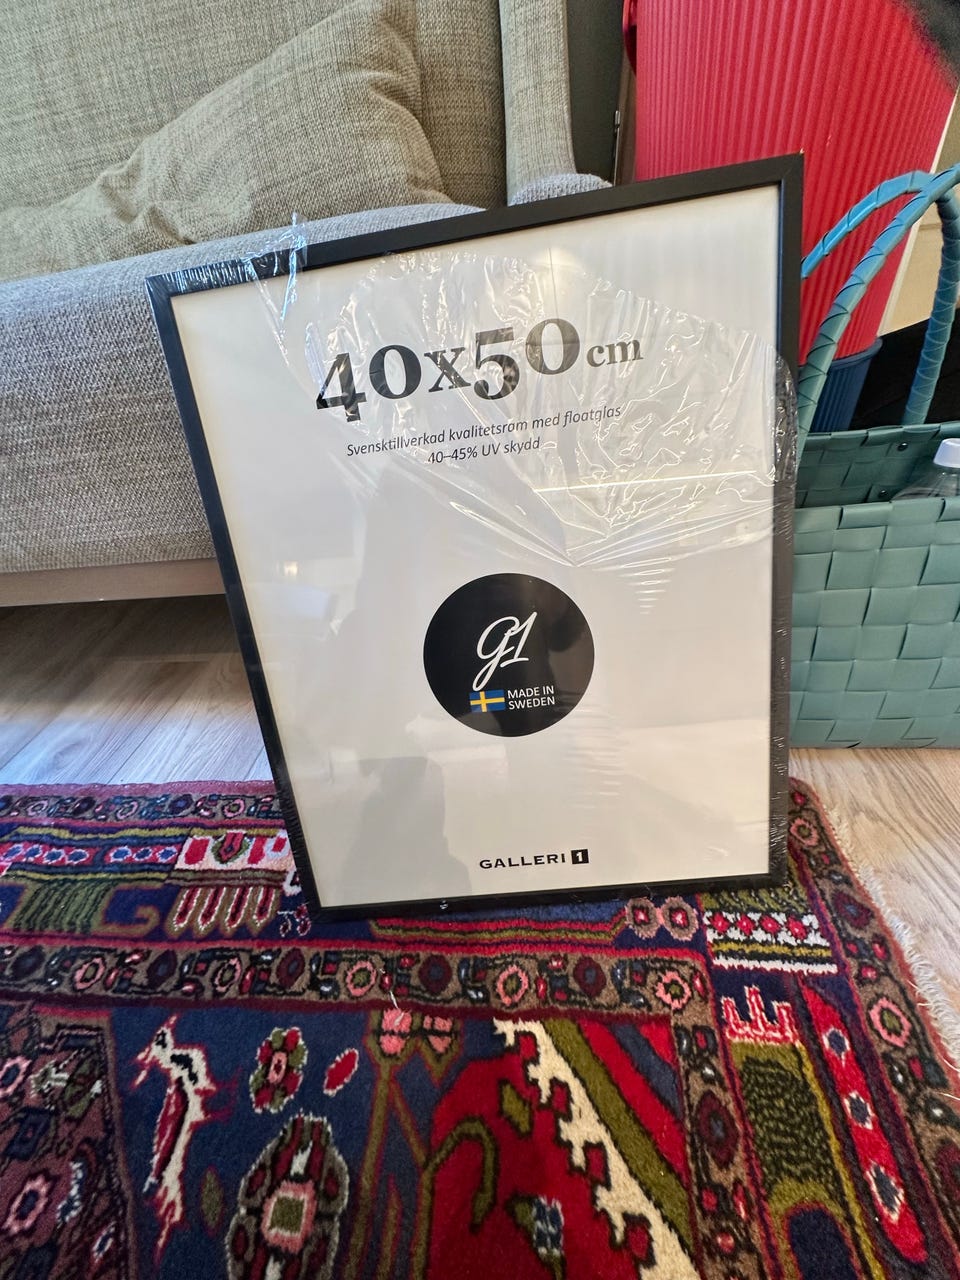 40x50cm
Svensktillverkad kvalitetsram med floatglas
40–45% UV skydd
g1
MADE IN
SWEDEN
GALLERI 1